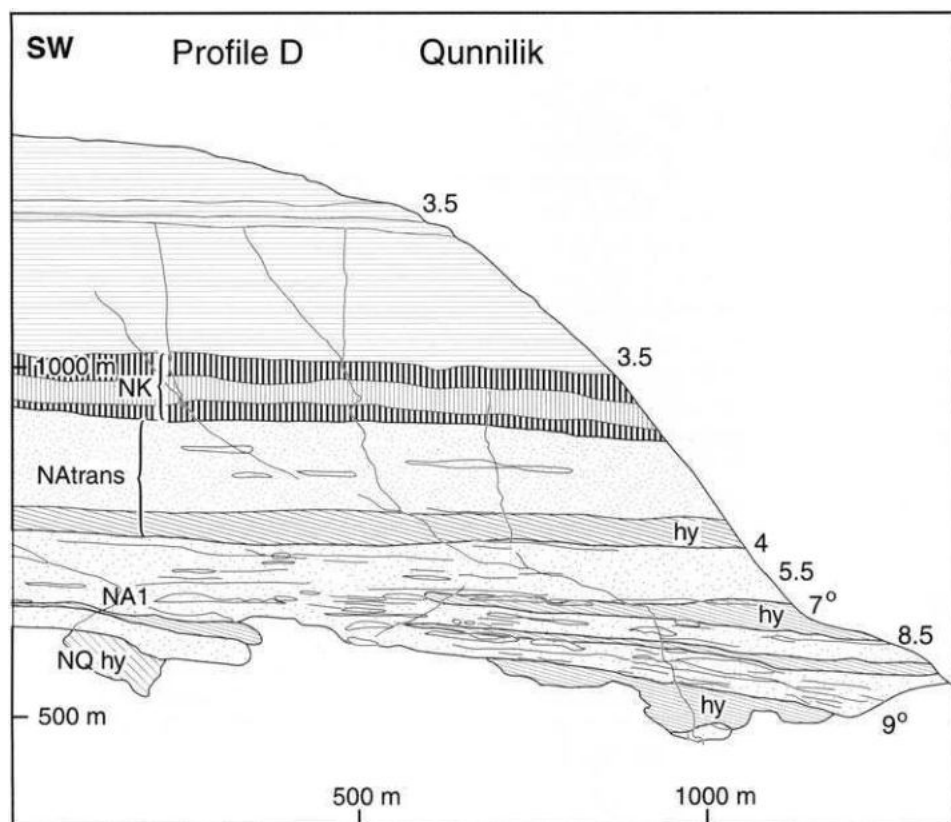 SW
Profile D
Qunnilik
3.5
3.5
1000 m
NK
NAtrans
hy
4
5.5
NA1
hy
7°
8.5
NQ hy
hy
500 m
9°
500 m
1000 m